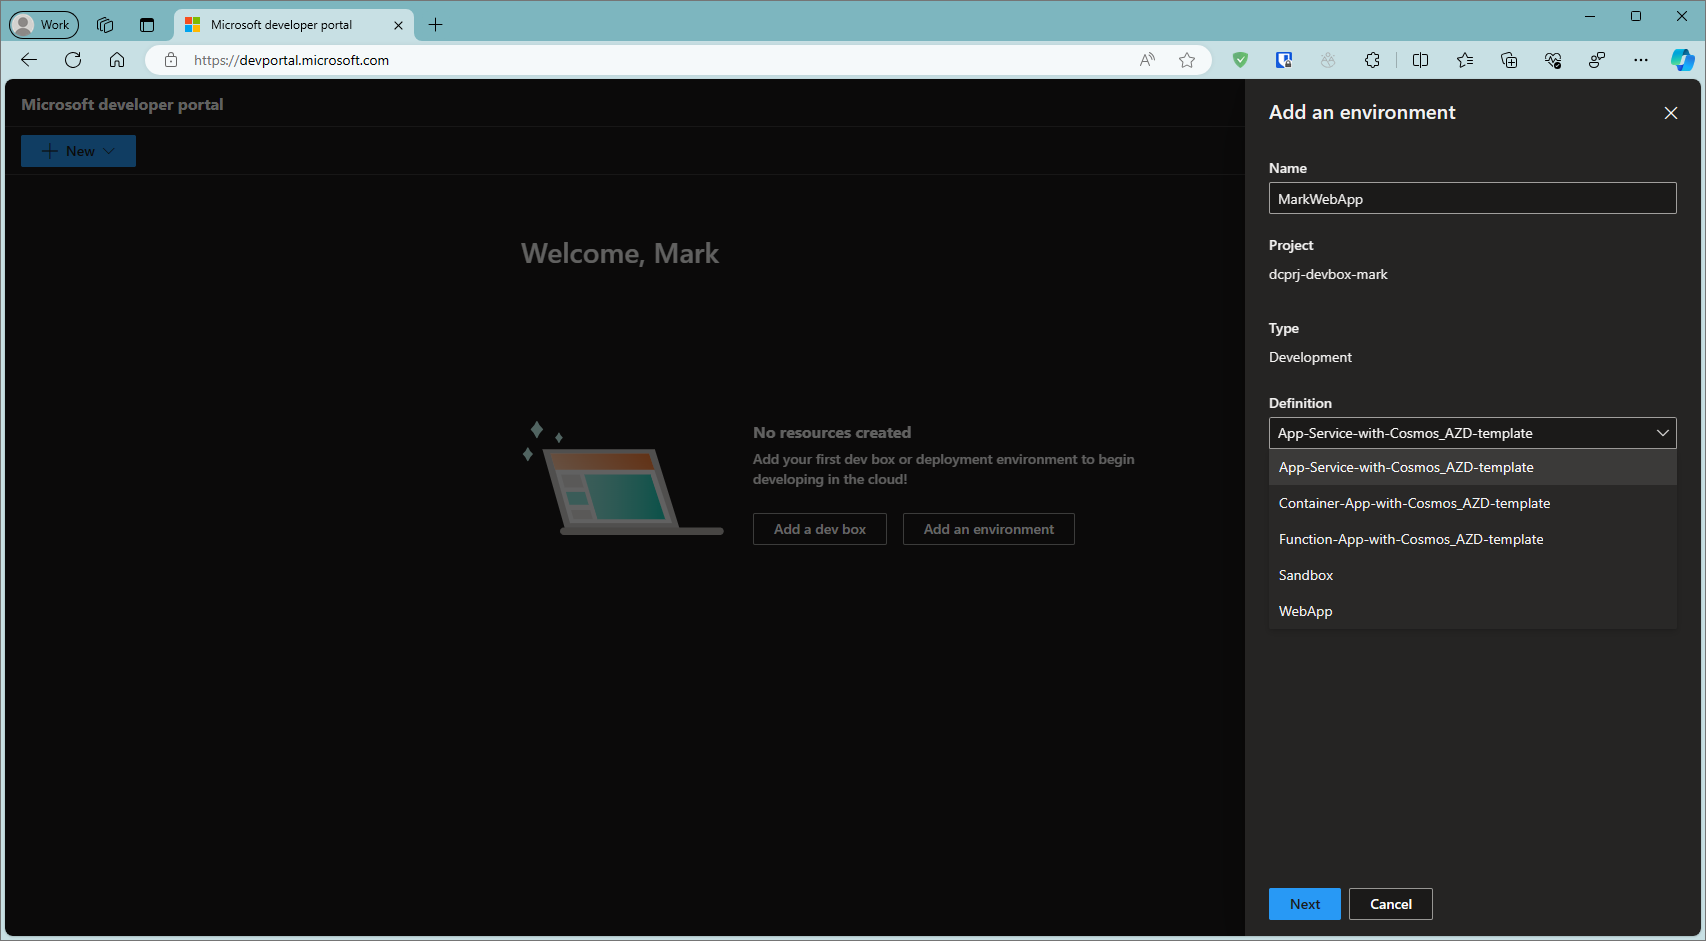 Work
Microsoft developer portal
https://devportal.microsoft.com
Microsoft developer portal
New
Welcome, Mark
No resources created
Add your first dev box or deployment environment to begin
developing in the cloud!
Add a dev box
Add an environment
Add an environment
Name
MarkWebApp
Project
dcprj-devbox-mark
Type
Development
Definition
App-Service-with-Cosmos_AZD-template
App-Service-with-Cosmos_AZD-template
Container-App-with-Cosmos_AZD-template
Function-App-with-Cosmos_AZD-template
Sandbox
WebApp
Next
Cancel